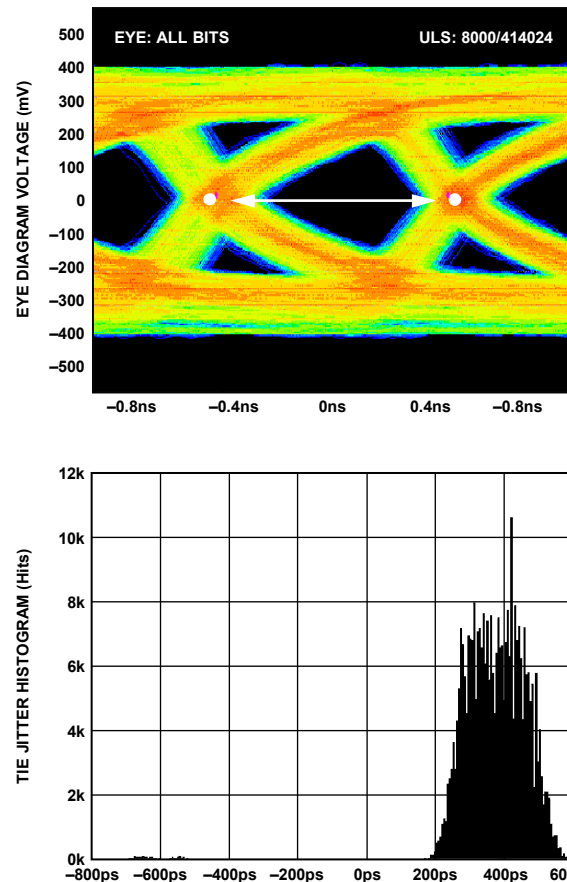 EYE: ALL BITS ULS: 8000/414024
EYE DIAGRAM VOLTAGE (mV)
500
400
300
200
100
0
–100
–200
–300
–400
–500
–0.8ns –0.4ns 0ns 0.4ns –0.8ns
TIE JITTER HISTOGRAM (Hits)
12k
10k
8k
6k
4k
2k
0k
–800ps –600ps –400ps –200ps 0ps 200ps 400ps